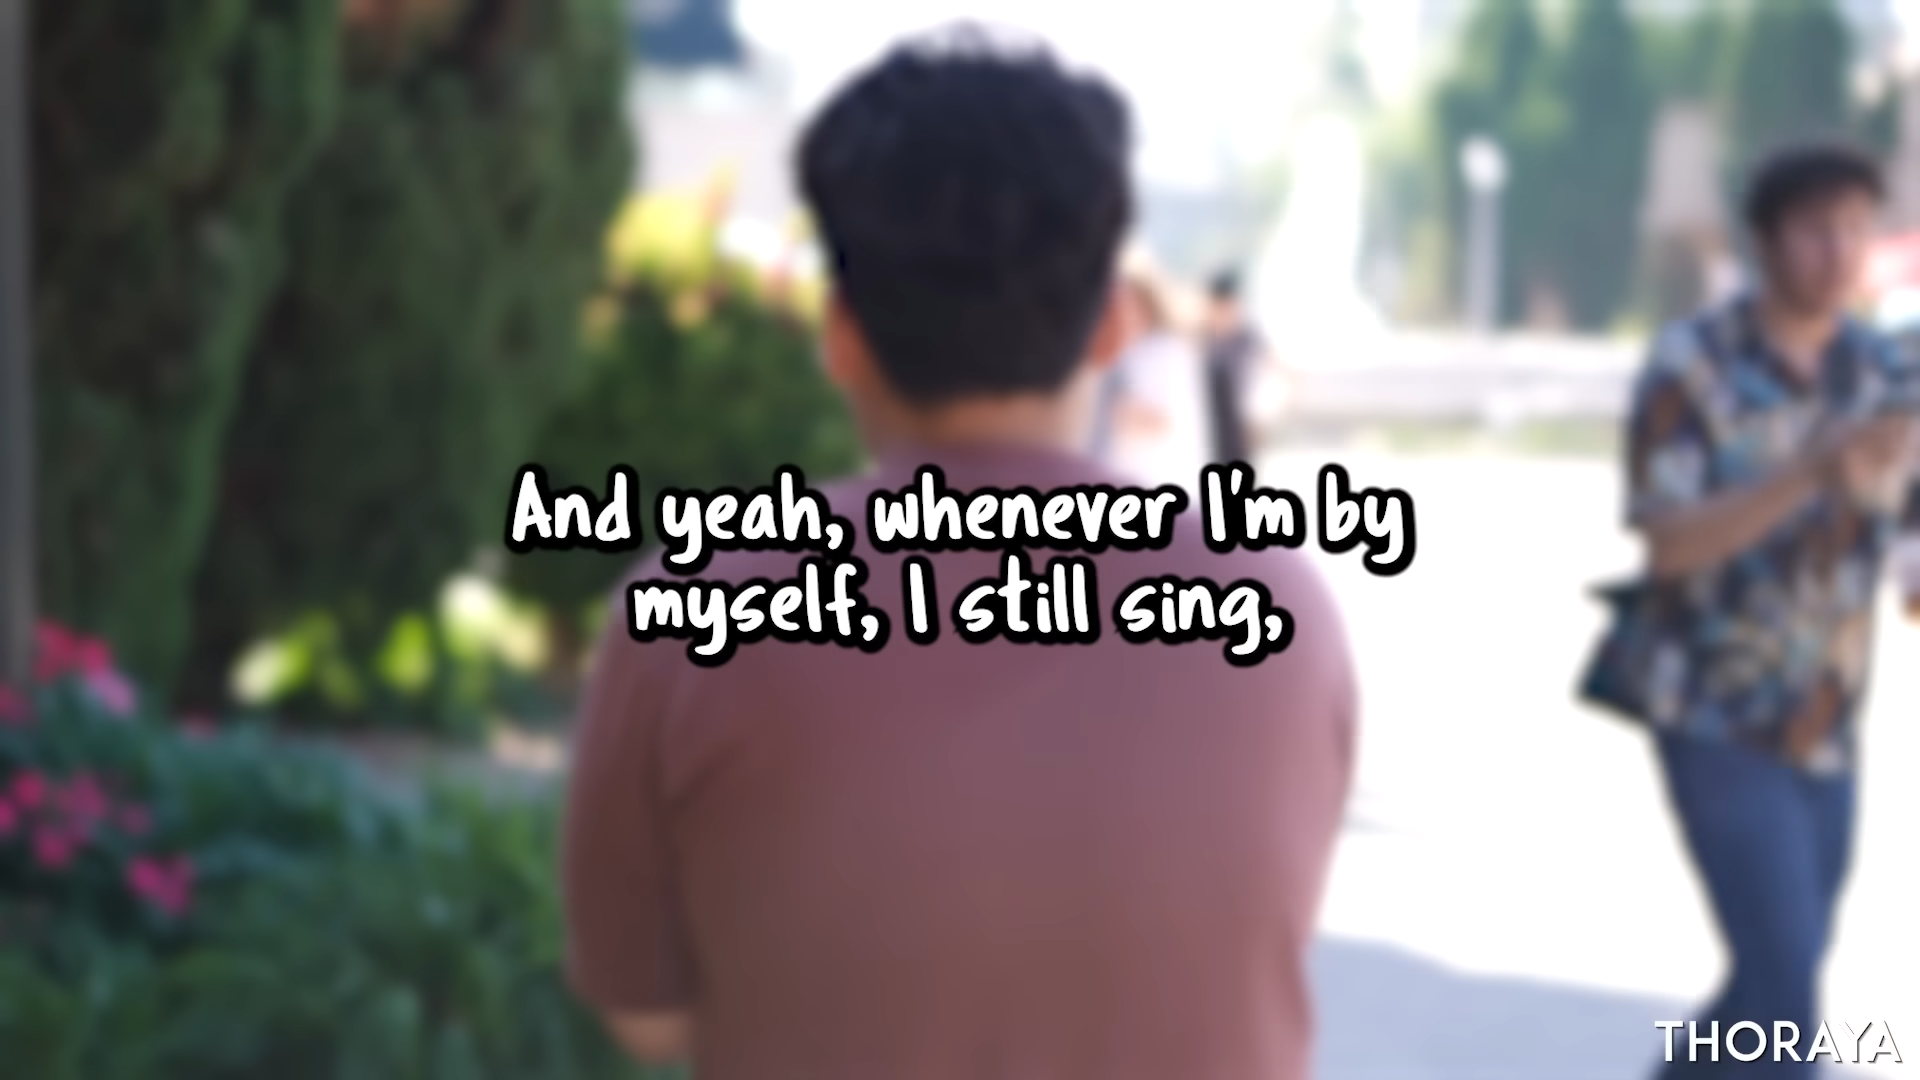 And yeah, whenever I'm by
myself, I still sing,
THORAYA